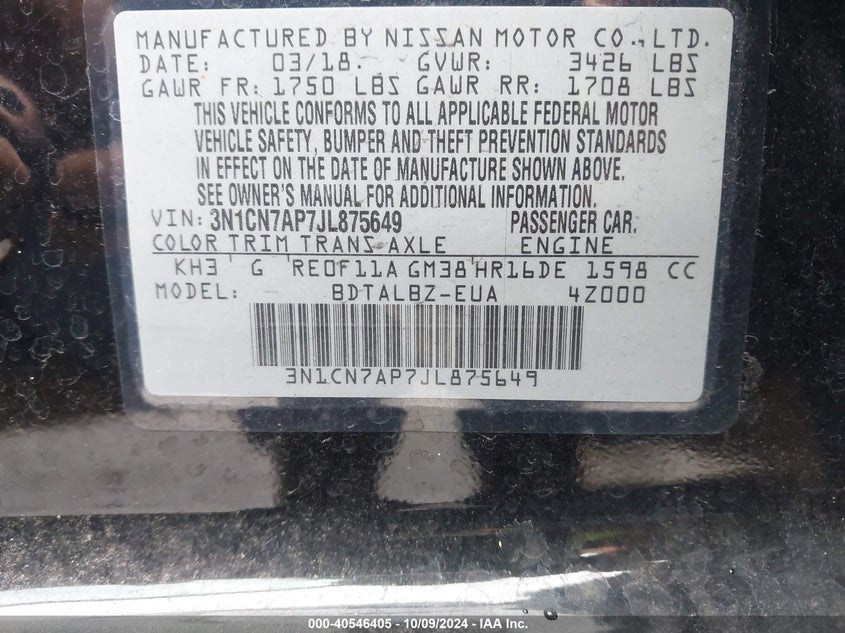 MANUFACTURED BY NISSAN MOTOR CO., LTD.
DATE: 03/18. GVWR: 3426 LBS
GAWR FR: 1750 LBS GAWR RR: 1708 LBS
THIS VEHICLE CONFORMS TO ALL APPLICABLE FEDERAL MOTOR
VEHICLE SAFETY, BUMPER AND THEFT PREVENTION STANDARDS
IN EFFECT ON THE DATE OF MANUFACTURE SHOWN ABOVE.
SEE OWNER'S MANUAL FOR ADDITIONAL INFORMATION.
VIN: 3N1CN7AP7JL875649 PASSENGER CAR.
COLOR TRIM TRANS AXLE ENGINE
KH3 G RE0F11A GM38 HR16DE 1598 CC
MODEL: BDTALBZ-EUA 4Z000
3N1CN7AP7JL875649
000-40546405 - 10/09/2024 - IAA Inc.